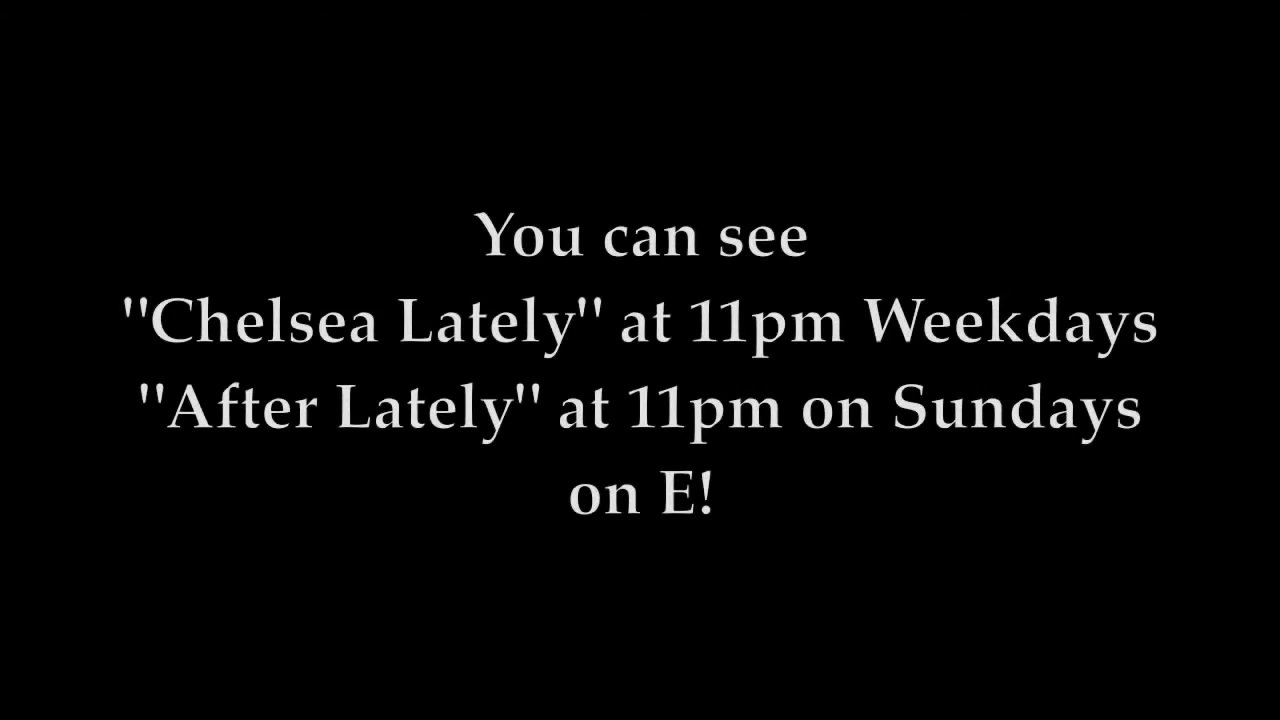 You can see
"Chelsea Lately" at 11pm Weekdays
"After Lately" at 11pm on Sundays
on E!